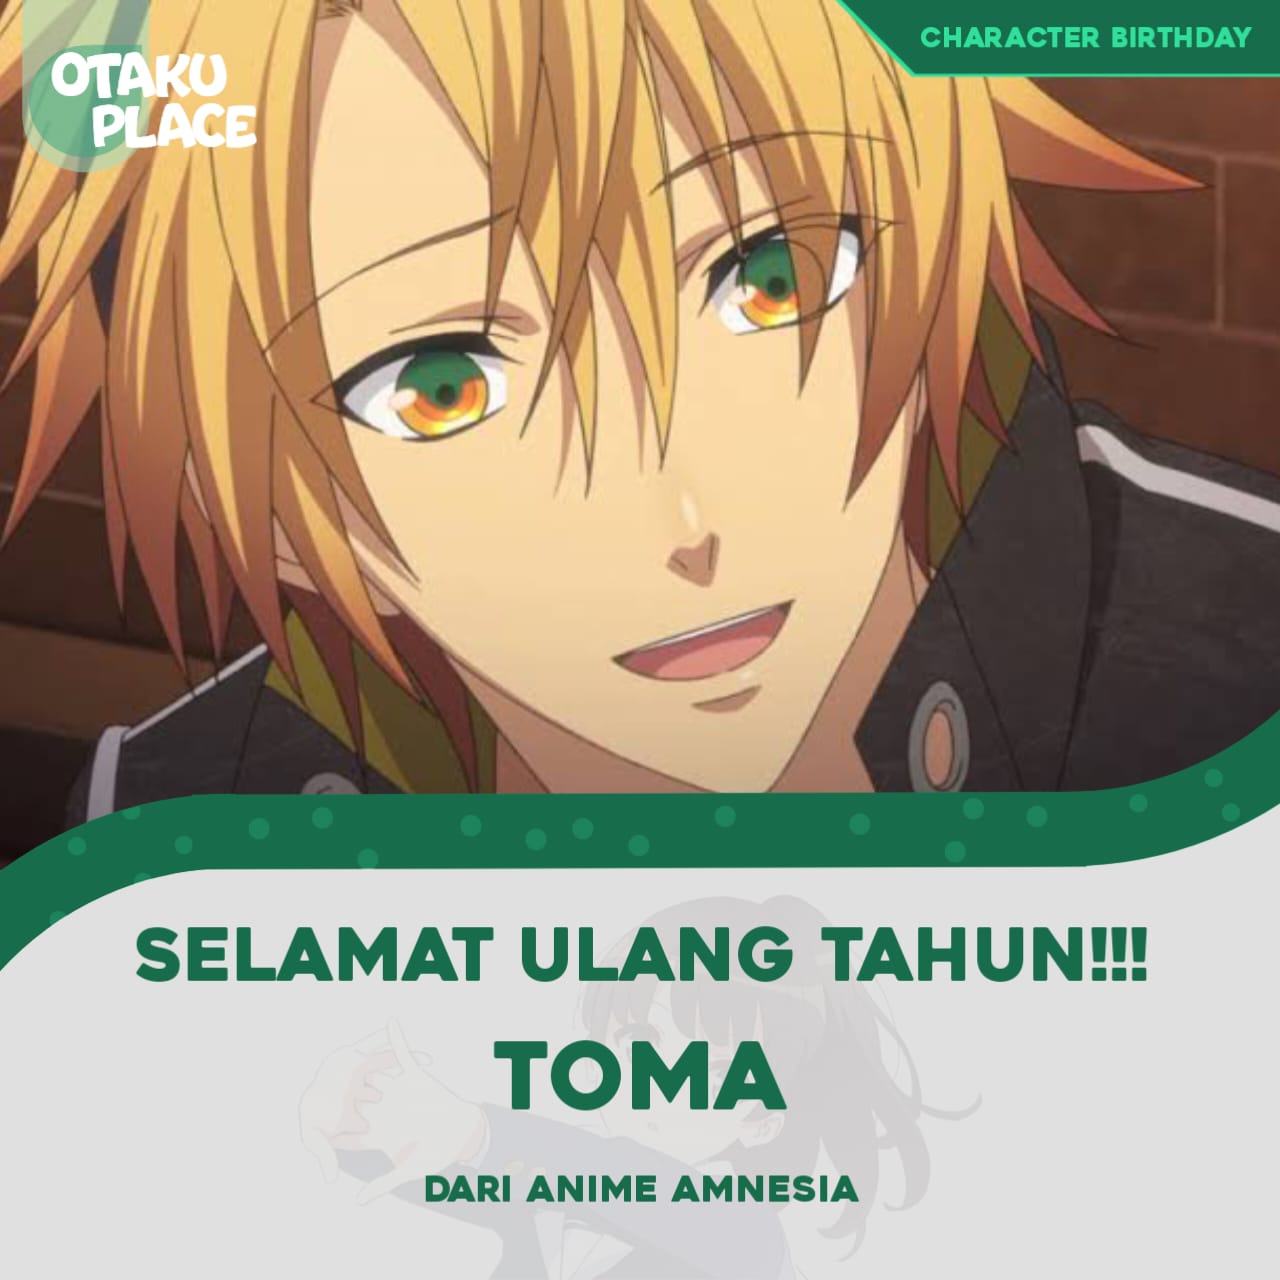 OTAKU
PLACE
CHARACTER BIRTHDAY
SELAMAT ULANG TAHUN!!!
TOMA
DARI ANIME AMNESIA